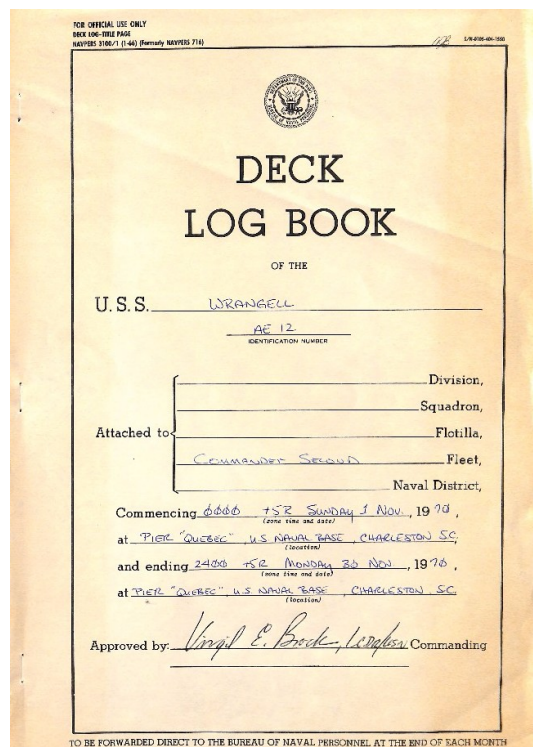 FOR OFFICIAL USE ONLY
DECK LOG-TITLE PAGE
NAVPERS 3100/1 (1-66) (Formerly NAVPERS 716)
DECK
LOG BOOK
OF THE
U. S. S. WRANGELL
AE 12
IDENTIFICATION NUMBER
Division,
Squadron,
Attached to Flotilla,
COMMANDER SECOND Fleet,
Naval District,
Commencing 0000 +5R SUNDAY 1 NOV. , 1970 ,
(zone time and date)
at PIER "QUEBEC", U.S NAVAL BASE, CHARLESTON S.C.
(location)
and ending 2400 +5R MONDAY 30 NOV , 1970 ,
(zone time and date)
at PIER "QUEBEC", U.S NAVAL BASE, CHARLESTON SC.
(location)
Approved by: Virgil E. Brock, Commanding
TO BE FORWARDED DIRECT TO THE BUREAU OF NAVAL PERSONNEL AT THE END OF EACH MONTH